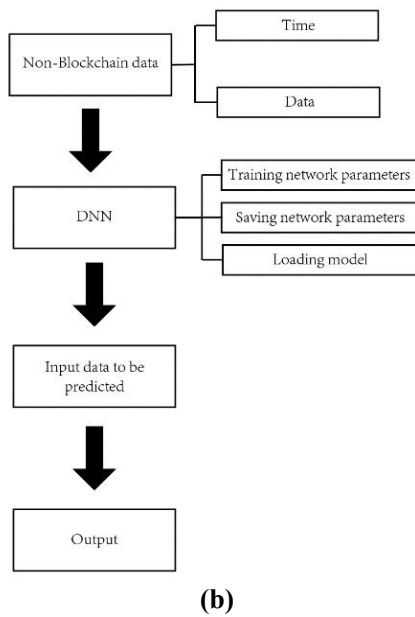 Time
Non-Blockchain data
Data
Training network parameters
DNN
Saving network parameters
Loading model
Input data to be
predicted
Output
(b)